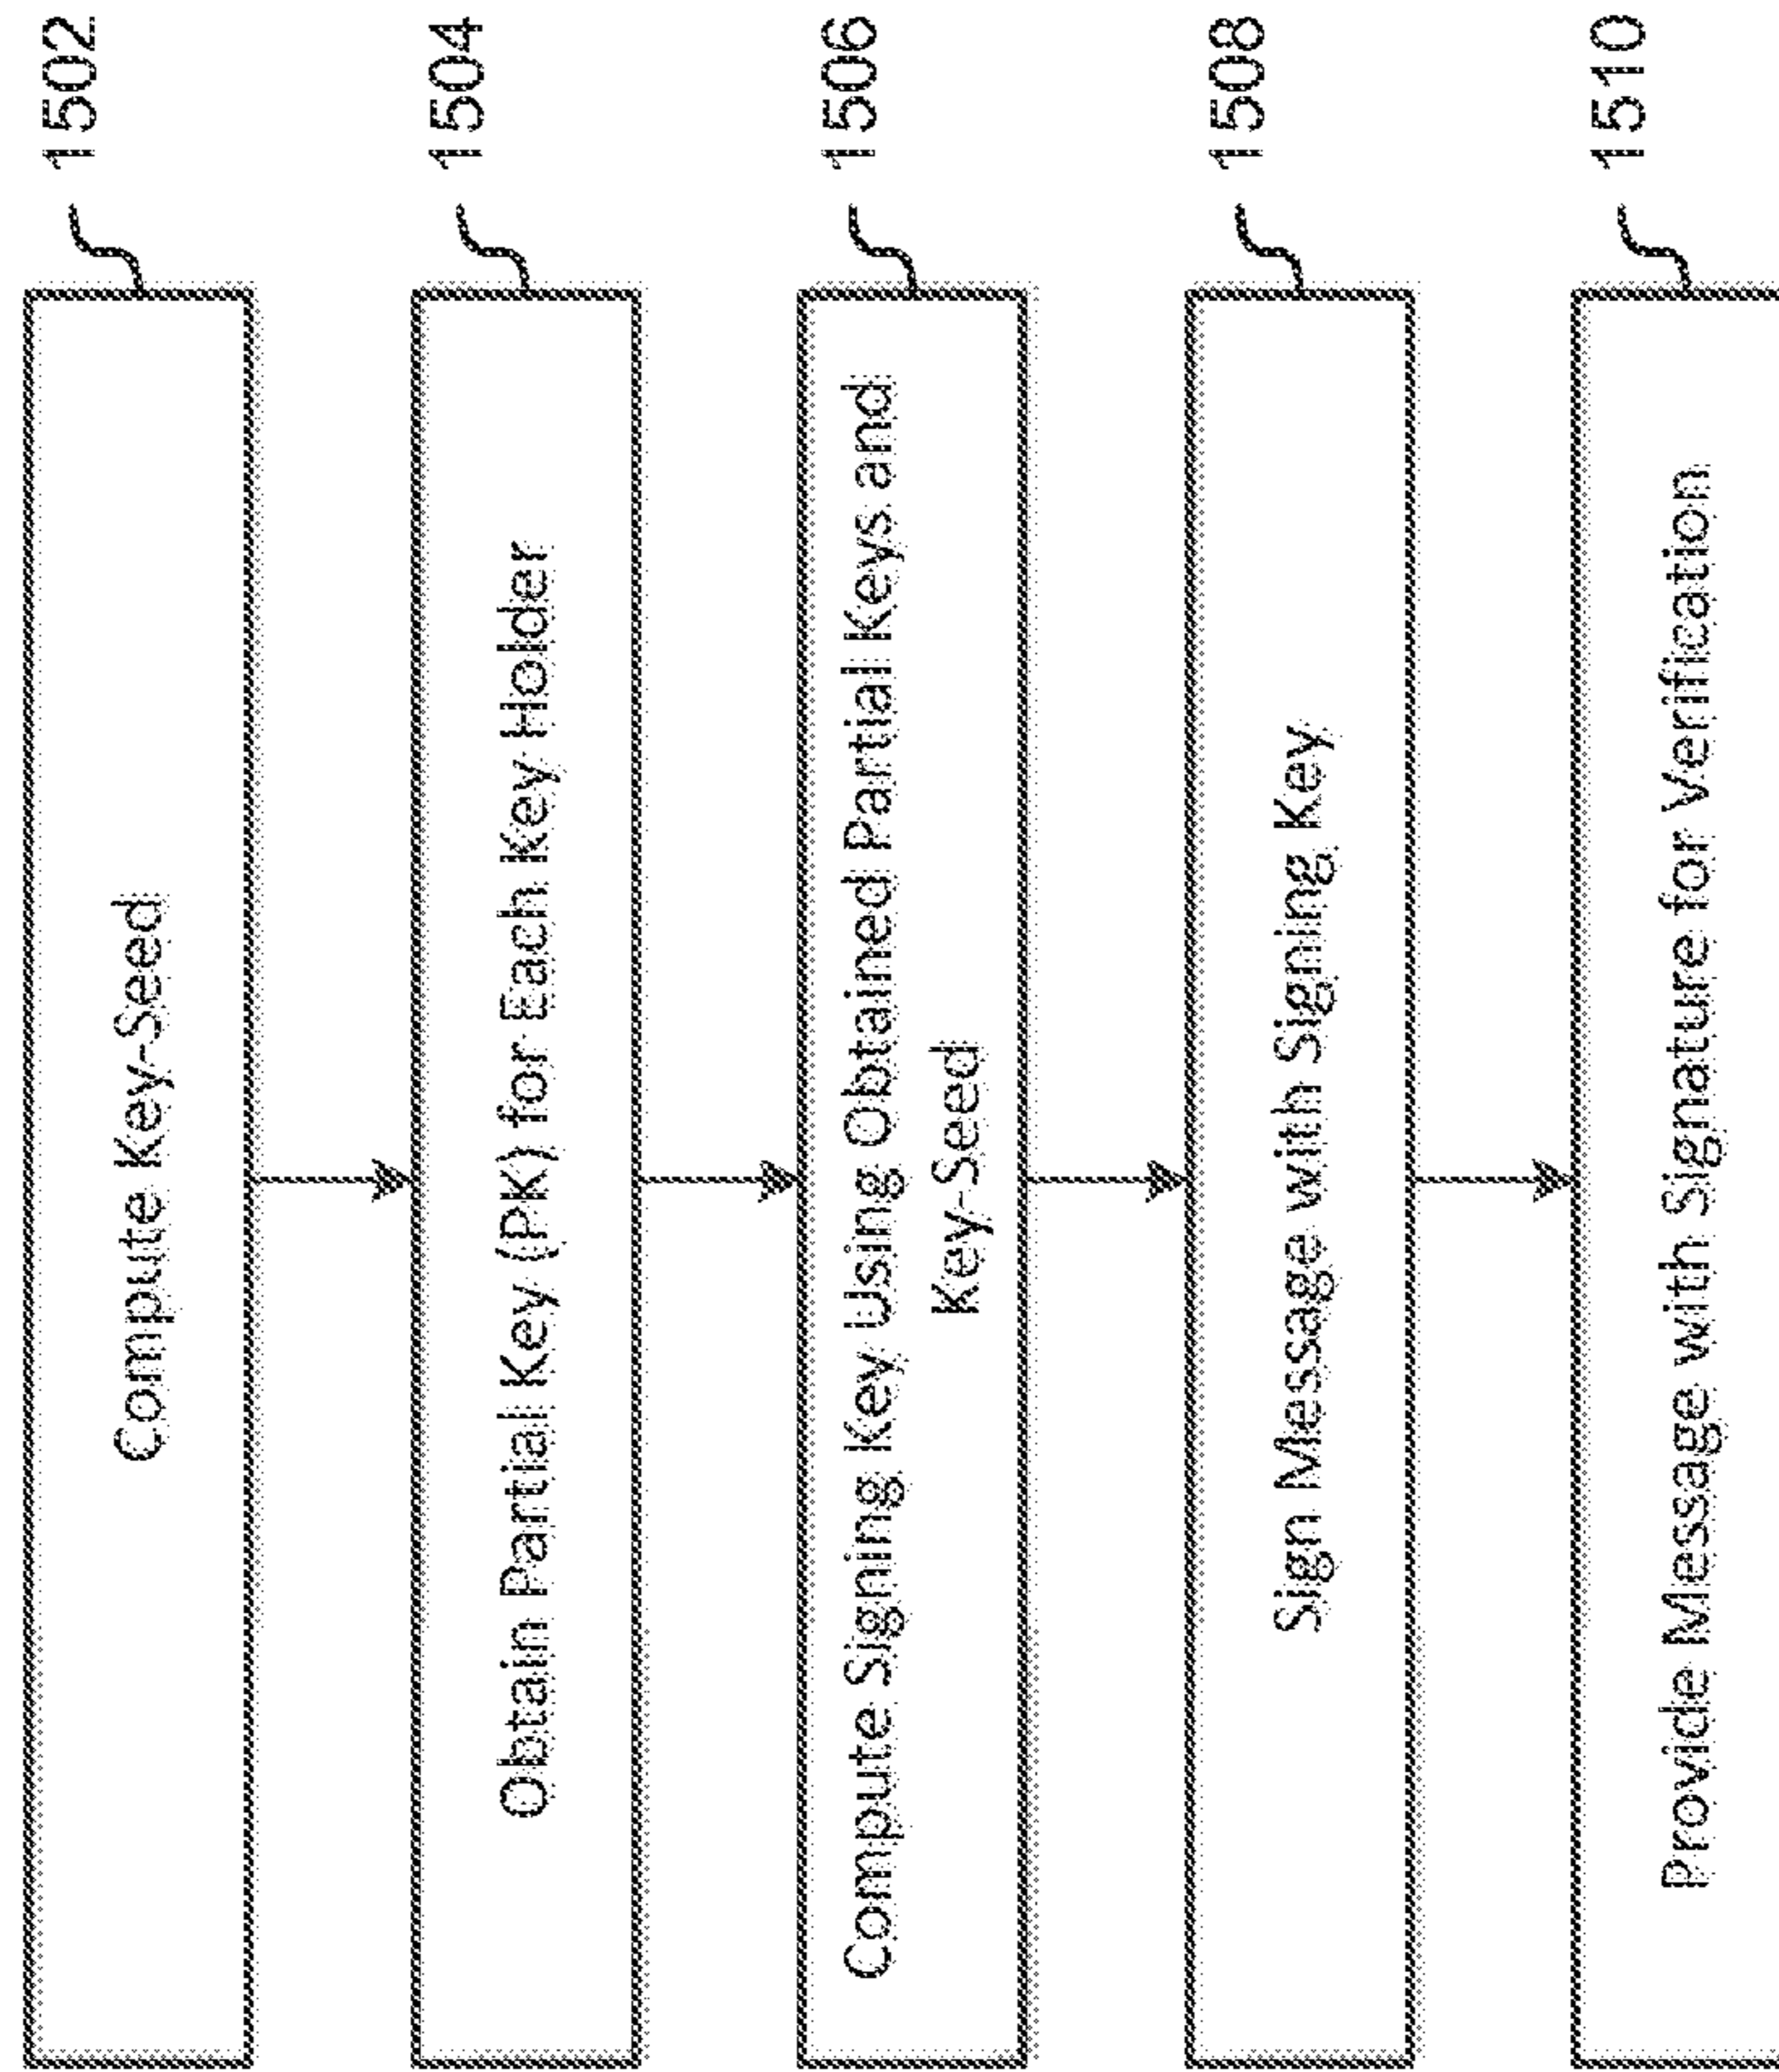 Compute Key-Seed
1502
Obtain Partial Key (PK) for Each Key Holder
1504
Compute Signing Key Using Obtained Partial Keys and
Key-Seed
1506
Sign Message with Signing Key
1508
Provide Message with Signature for Verification
1510